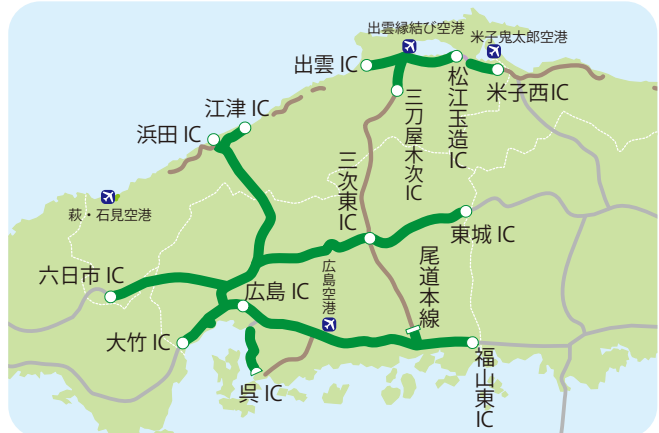 出雲縁結び空港
米子鬼太郎空港
出雲 IC
松江玉造IC
米子西IC
三刀屋木次IC
江津 IC
浜田 IC
三次東IC
萩・石見空港
東城 IC
六日市 IC
広島 IC
広島空港
尾道本線
大竹 IC
福山東IC
呉 IC